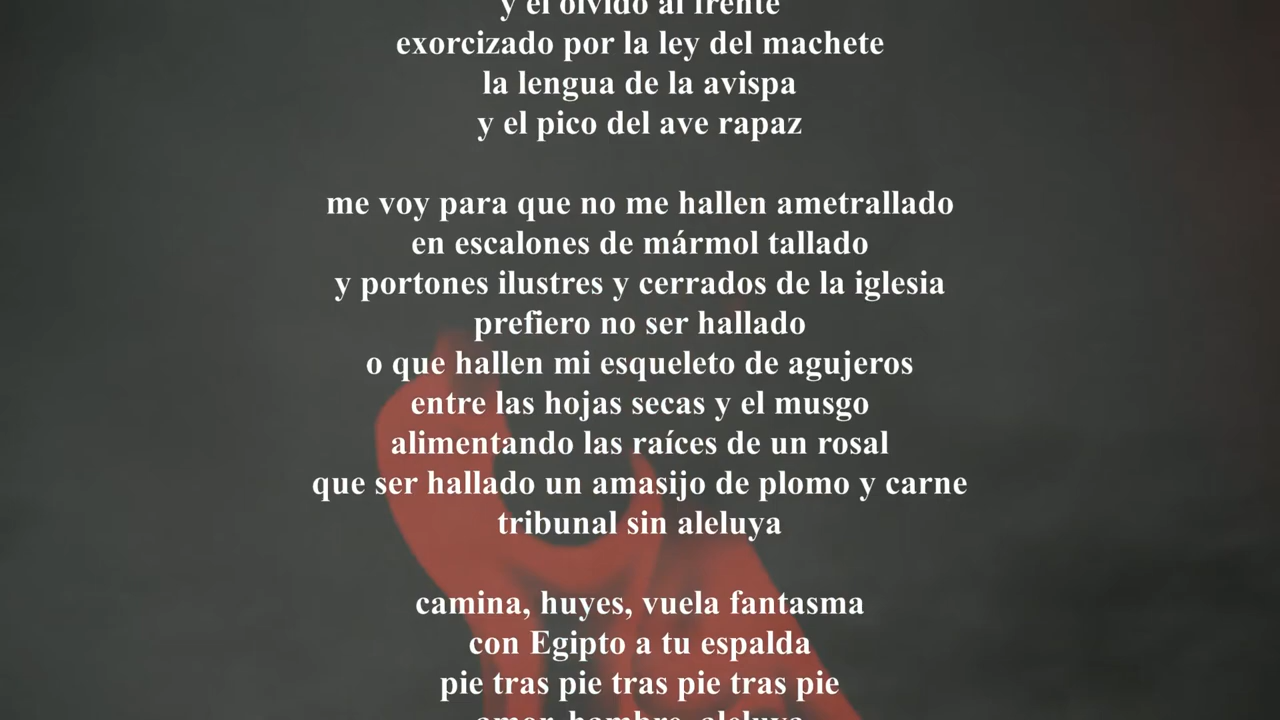 y el olvido al frente
exorcizado por la ley del machete
la lengua de la avispa
y el pico del ave rapaz
me voy para que no me hallen ametrallado
en escalones de mármol tallado
y portones ilustres y cerrados de la iglesia
prefiero no ser hallado
o que hallen mi esqueleto de agujeros
entre las hojas secas y el musgo
alimentando las raíces de un rosal
que ser hallado un amasijo de plomo y carne
tribunal sin aleluya
camina, huyes, vuela fantasma
con Egipto a tu espalda
pie tras pie tras pie tras pie
amor, hombre, aleluya